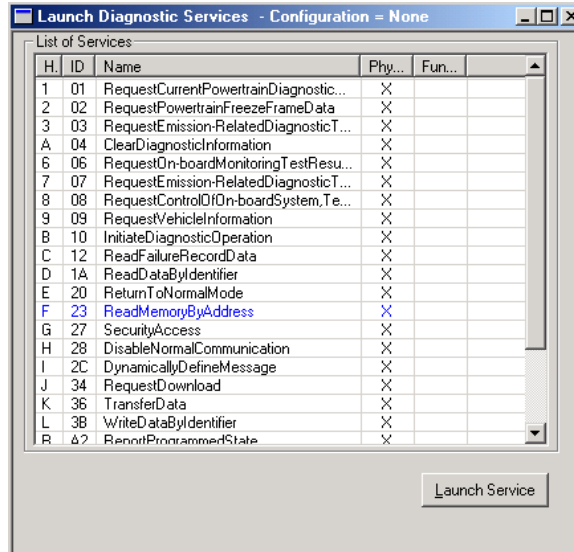 Launch Diagnostic Services - Configuration = None
List of Services
H. ID Name Phy... Fun...
1 01 RequestCurrentPowertrainDiagnostic... X
2 02 RequestPowertrainFreezeFrameData X
3 03 RequestEmission-RelatedDiagnosticT... X
A 04 ClearDiagnosticInformation X
6 06 RequestOn-boardMonitoringTestResu... X
7 07 RequestEmission-RelatedDiagnosticT... X
8 08 RequestControlOfOn-boardSystem,Te... X
9 09 RequestVehicleInformation X
B 10 InitiateDiagnosticOperation X
C 12 ReadFailureRecordData X
D 1A ReadDataByIdentifier X
E 20 ReturnToNormalMode X
F 23 ReadMemoryByAddress X
G 27 SecurityAccess X
H 28 DisableNormalCommunication X
I 2C DynamicallyDefineMessage X
J 34 RequestDownload X
K 36 TransferData X
L 3B WriteDataByIdentifier X
R A2 ReportProgrammedState X
Launch Service